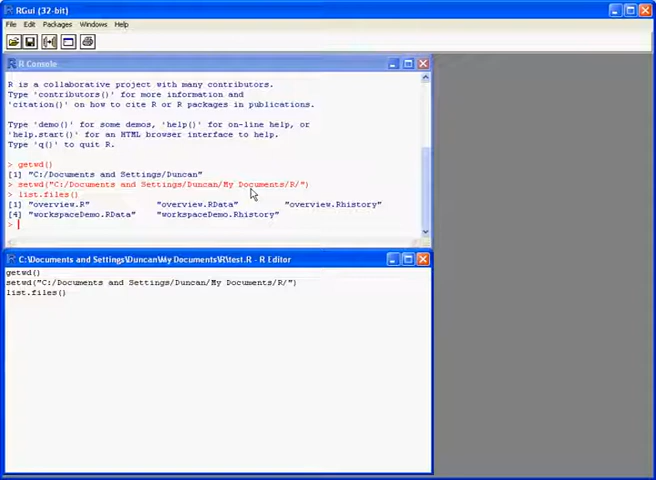 RGui (32-bit)
File Edit Packages Windows Help
R Console
R is a collaborative project with many contributors.
Type 'contributors()' for more information and
'citation()' on how to cite R or R packages in publications.
Type 'demo()' for some demos, 'help()' for on-line help, or
'help.start()' for an HTML browser interface to help.
Type 'q()' to quit R.
> getwd()
[1] "C:/Documents and Settings/Duncan"
> setwd("C:/Documents and Settings/Duncan/My Documents/R/")
> list.files()
[1] "overview.R" "overview.RData" "overview.Rhistory"
[4] "workspaceDemo.RData" "workspaceDemo.Rhistory"
>
C:\Documents and Settings\Duncan\My Documents\R\test.R - R Editor
getwd()
setwd("C:/Documents and Settings/Duncan/My Documents/R/")
list.files()